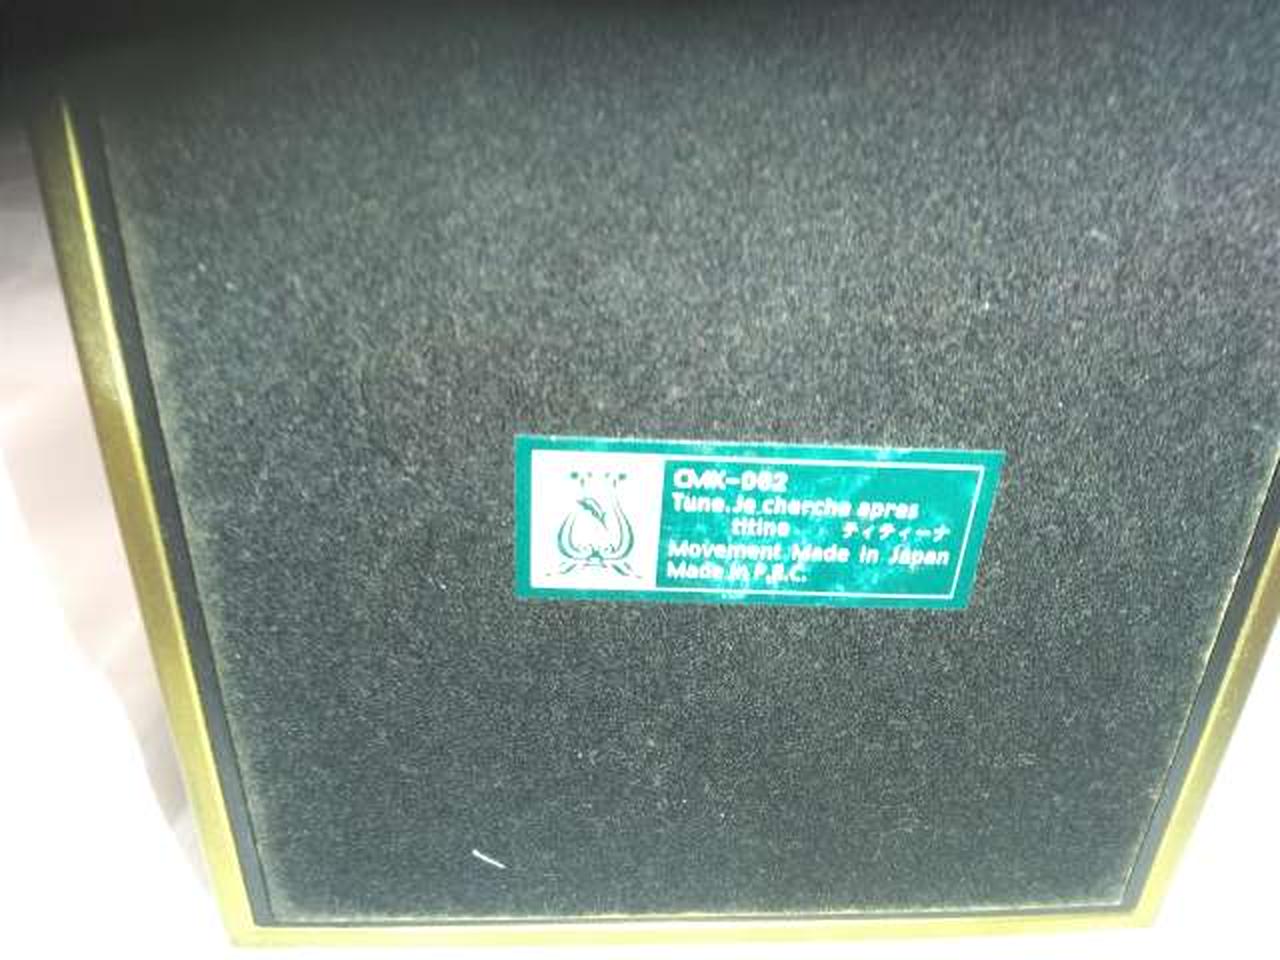 CMK-062
Tune. Je cherche apres
titine ティティーナ
Movement Made in Japan
Made in P.R.C.